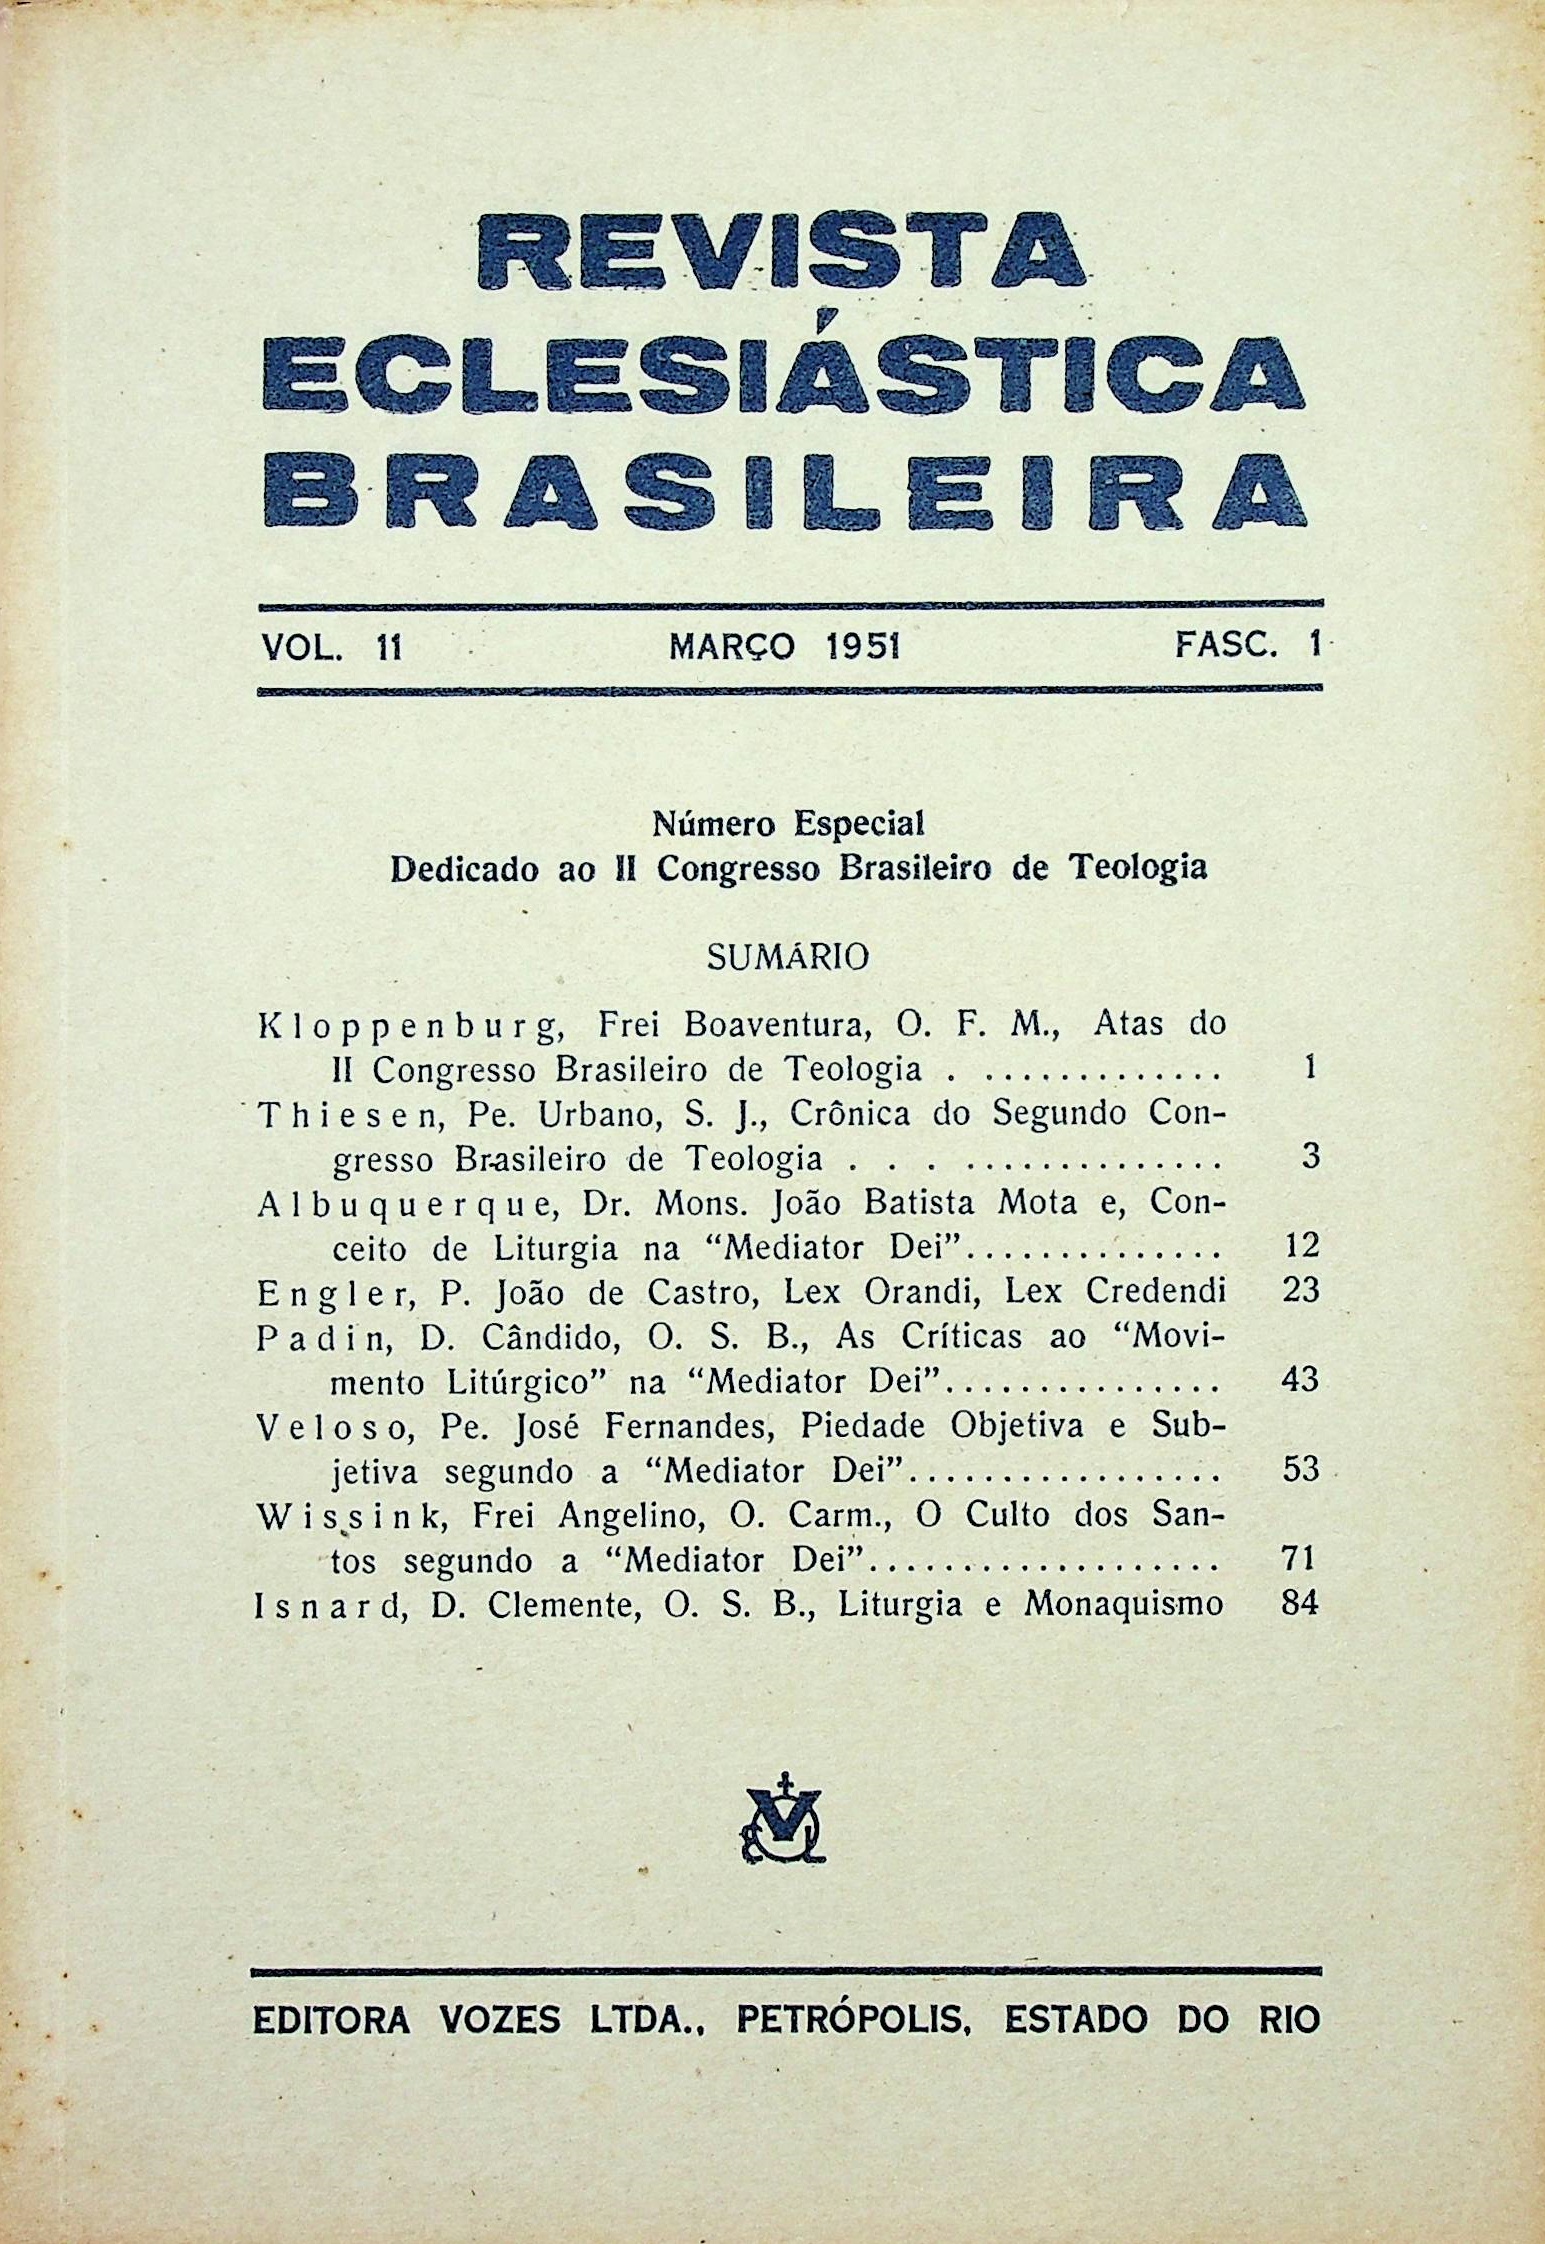 REVISTA
ECLESIÁSTICA
BRASILEIRA
VOL. 11 MARÇO 1951 FASC. 1
Número Especial
Dedicado ao II Congresso Brasileiro de Teologia
SUMÁRIO
Kloppenburg, Frei Boaventura, O. F. M., Atas do
II Congresso Brasileiro de Teologia . ............. 1
Thiesen, Pe. Urbano, S. J., Crônica do Segundo Con-
gresso Brasileiro de Teologia . . . .............. 3
Albuquerque, Dr. Mons. João Batista Mota e, Con-
ceito de Liturgia na “Mediator Dei”.............. 12
Engler, P. João de Castro, Lex Orandi, Lex Credendi 23
Padin, D. Cândido, O. S. B., As Críticas ao “Movi-
mento Litúrgico” na “Mediator Dei”............... 43
Veloso, Pe. José Fernandes, Piedade Objetiva e Sub-
jetiva segundo a “Mediator Dei”................. 53
Wissink, Frei Angelino, O. Carm., O Culto dos San-
tos segundo a “Mediator Dei”................... 71
Isnard, D. Clemente, O. S. B., Liturgia e Monaquismo 84
EDITORA VOZES LTDA., PETRÓPOLIS, ESTADO DO RIO